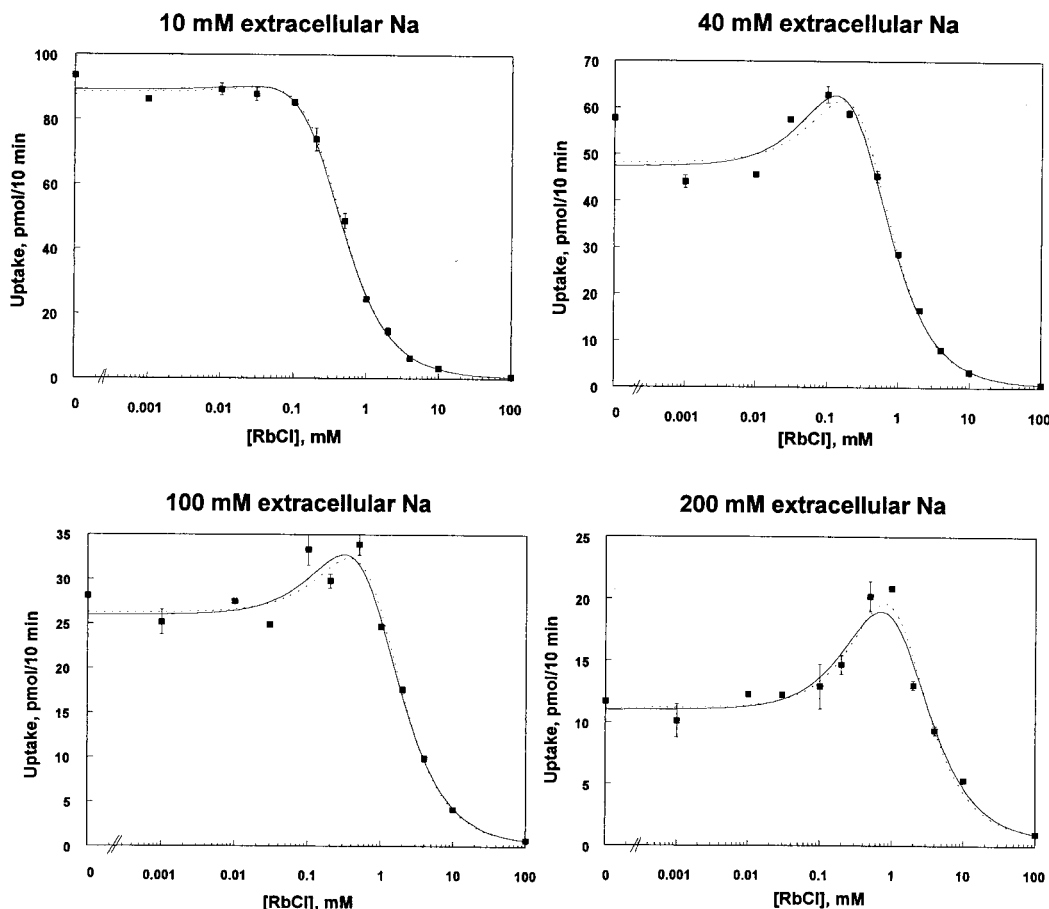 10 mM extracellular Na
100
80
60
40
20
0
Uptake, pmol/10 min
0 0.001 0.01 0.1 1 10 100
[RbCl], mM
40 mM extracellular Na
70
60
50
40
30
20
10
0
Uptake, pmol/10 min
0 0.001 0.01 0.1 1 10 100
[RbCl], mM
100 mM extracellular Na
35
30
25
20
15
10
5
0
Uptake, pmol/10 min
0 0.001 0.01 0.1 1 10 100
[RbCl], mM
200 mM extracellular Na
25
20
15
10
5
0
Uptake, pmol/10 min
0 0.001 0.01 0.1 1 10 100
[RbCl], mM